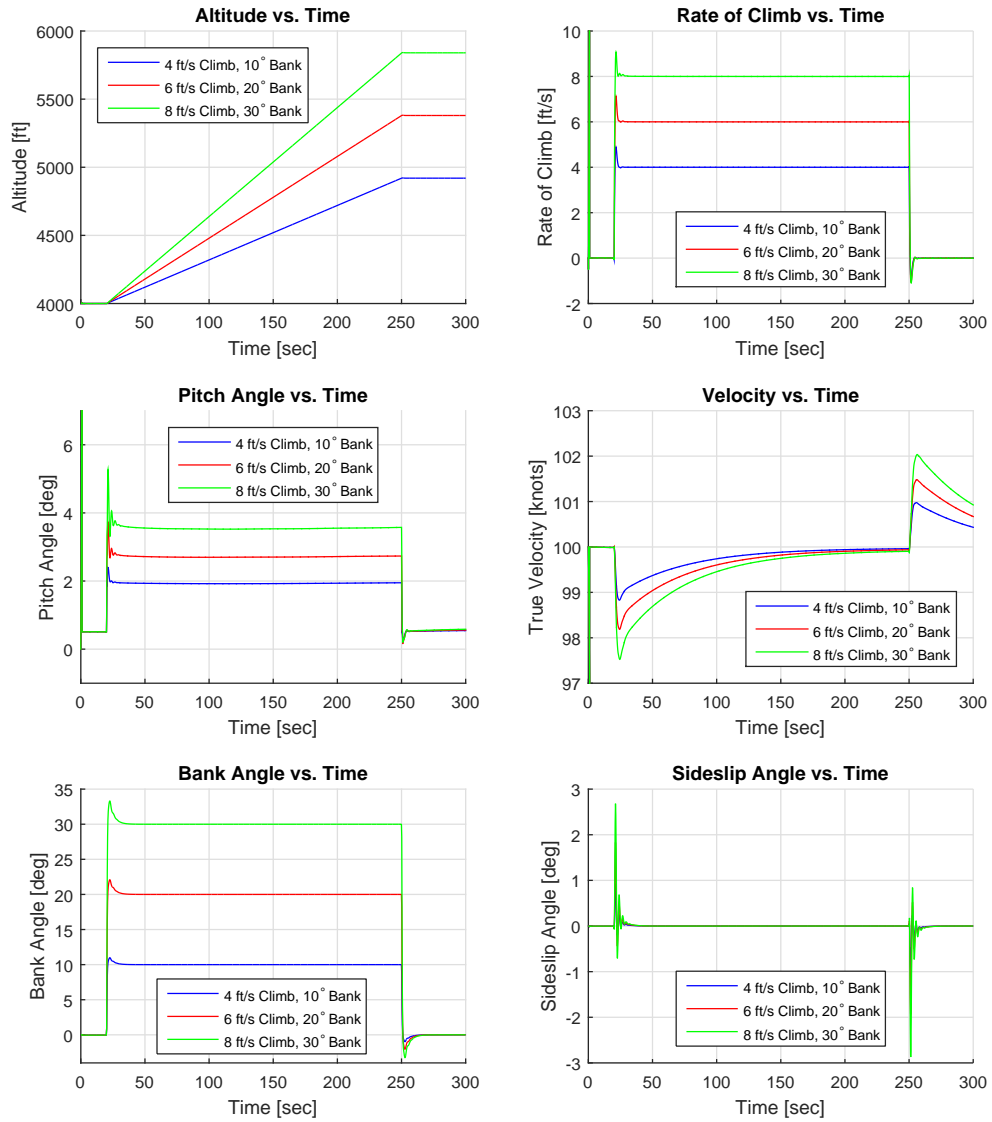 Altitude vs. Time
6000
5500
5000
4500
4000
Altitude [ft]
4 ft/s Climb, 10° Bank
6 ft/s Climb, 20° Bank
8 ft/s Climb, 30° Bank
0 50 100 150 200 250 300
Time [sec]
Rate of Climb vs. Time
10
8
6
4
2
0
-2
Rate of Climb [ft/s]
4 ft/s Climb, 10° Bank
6 ft/s Climb, 20° Bank
8 ft/s Climb, 30° Bank
0 50 100 150 200 250 300
Time [sec]
Pitch Angle vs. Time
6
4
2
0
Pitch Angle [deg]
4 ft/s Climb, 10° Bank
6 ft/s Climb, 20° Bank
8 ft/s Climb, 30° Bank
0 50 100 150 200 250 300
Time [sec]
Velocity vs. Time
103
102
101
100
99
98
97
True Velocity [knots]
4 ft/s Climb, 10° Bank
6 ft/s Climb, 20° Bank
8 ft/s Climb, 30° Bank
0 50 100 150 200 250 300
Time [sec]
Bank Angle vs. Time
35
30
25
20
15
10
5
0
Bank Angle [deg]
4 ft/s Climb, 10° Bank
6 ft/s Climb, 20° Bank
8 ft/s Climb, 30° Bank
0 50 100 150 200 250 300
Time [sec]
Sideslip Angle vs. Time
3
2
1
0
-1
-2
-3
Sideslip Angle [deg]
4 ft/s Climb, 10° Bank
6 ft/s Climb, 20° Bank
8 ft/s Climb, 30° Bank
0 50 100 150 200 250 300
Time [sec]